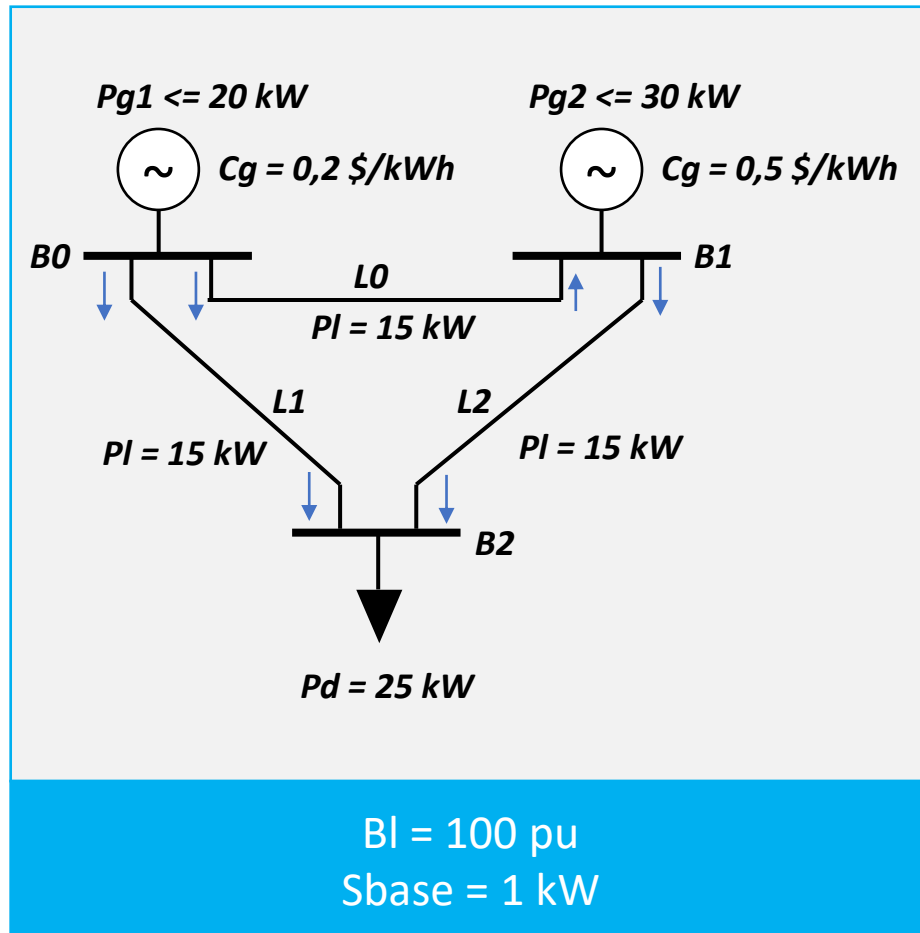 Pg1 <= 20 kW
Pg2 <= 30 kW
~
Cg = 0,2 $/kWh
~
Cg = 0,5 $/kWh
B0
L0
B1
Pl = 15 kW
L1
L2
Pl = 15 kW
Pl = 15 kW
B2
Pd = 25 kW
Bl = 100 pu
Sbase = 1 kW